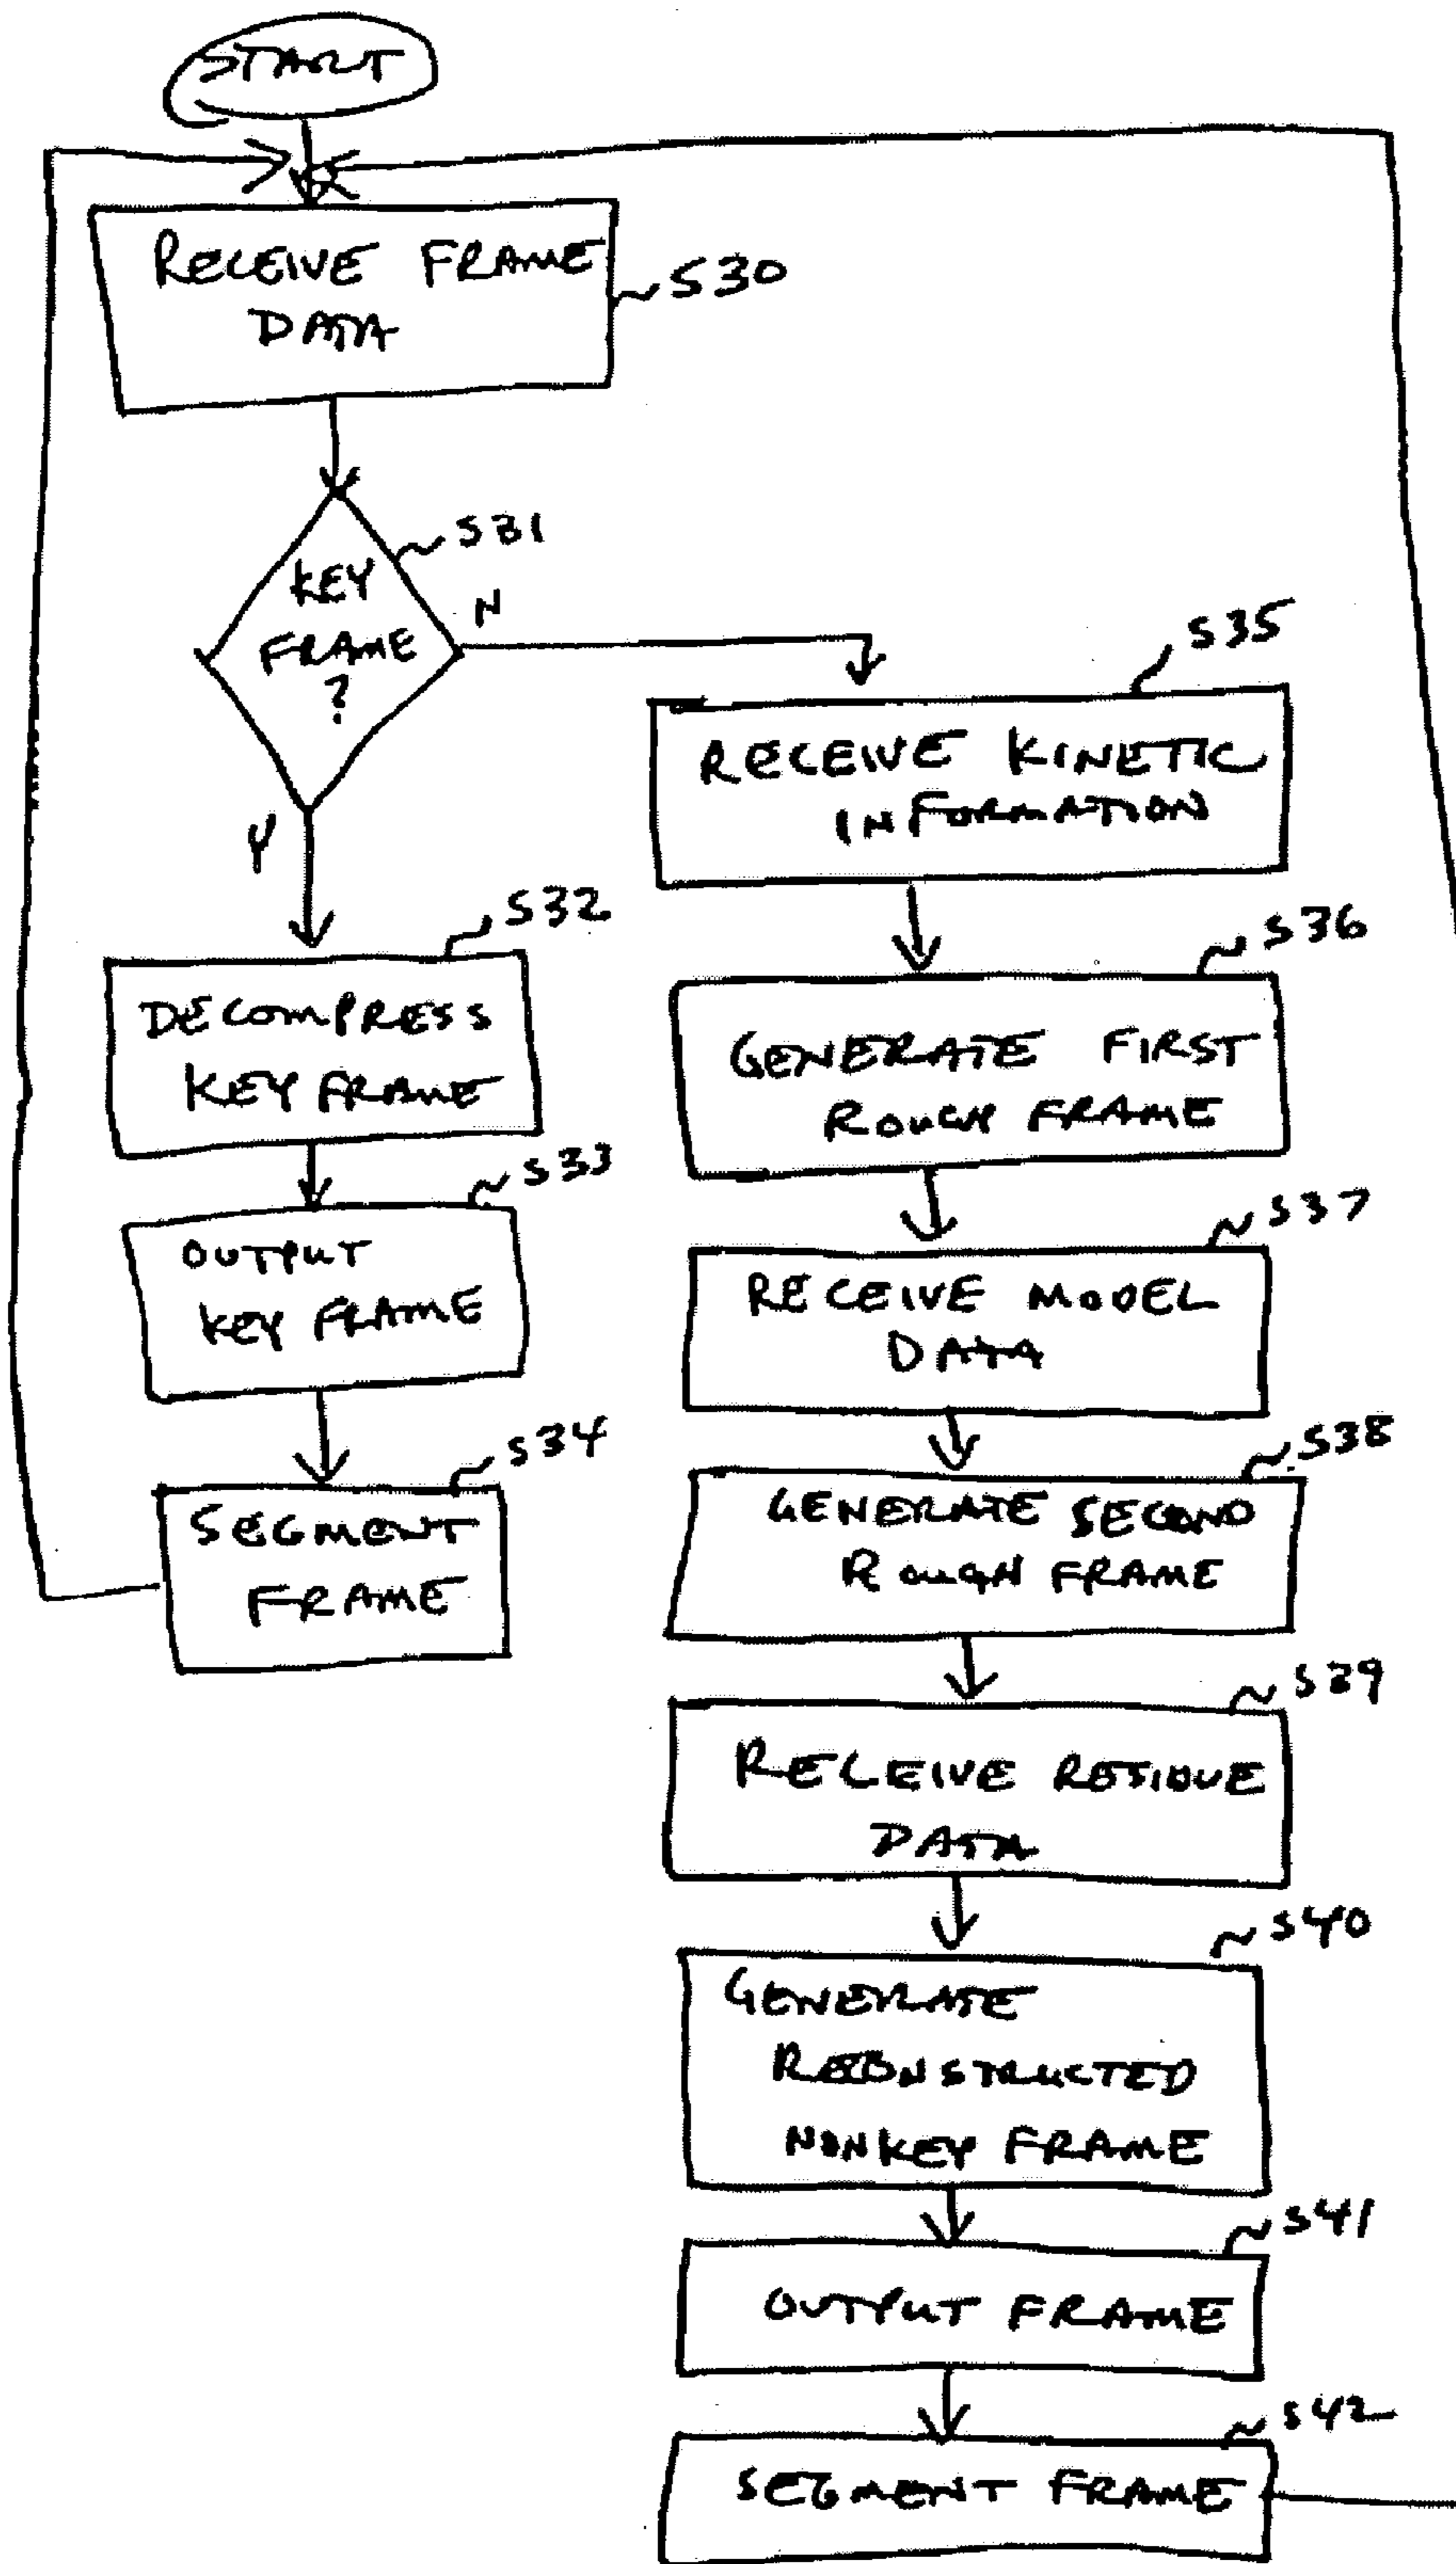 START
RECEIVE FRAME
DATA
S30
S31
KEY
FRAME
?
N
Y
S32
DECOMPRESS
KEY FRAME
S33
OUTPUT
KEY FRAME
S34
SEGMENT
FRAME
S35
RECEIVE KINETIC
INFORMATION
S36
GENERATE FIRST
ROUGH FRAME
S37
RECEIVE MODEL
DATA
S38
GENERATE SECOND
ROUGH FRAME
S39
RECEIVE RESIDUE
DATA
S40
GENERATE
RECONSTRUCTED
NONKEY FRAME
S41
OUTPUT FRAME
S42
SEGMENT FRAME